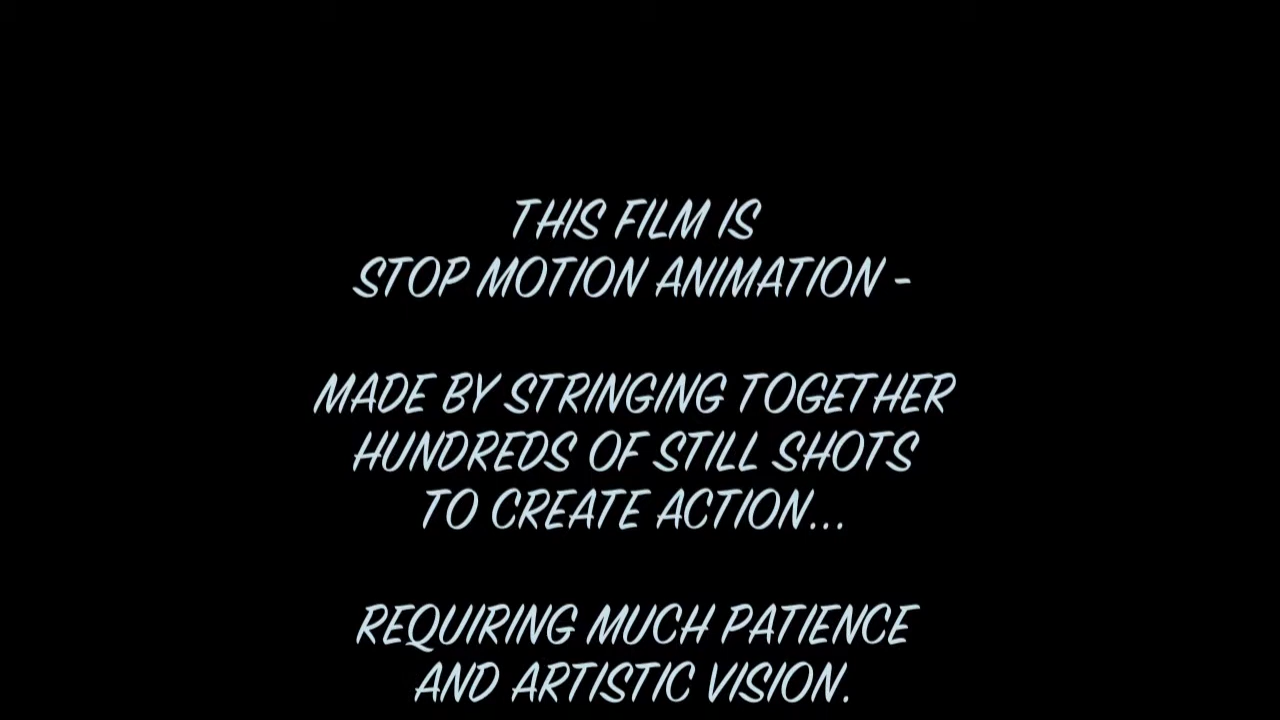 THIS FILM IS
STOP MOTION ANIMATION -
MADE BY STRINGING TOGETHER
HUNDREDS OF STILL SHOTS
TO CREATE ACTION...
REQUIRING MUCH PATIENCE
AND ARTISTIC VISION.